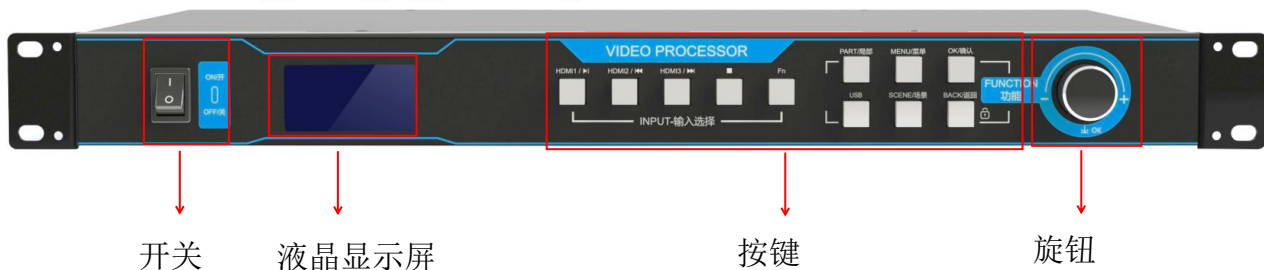 VIDEO PROCESSOR
HDMI1 / ▶|
HDMI2 / |◀◀
HDMI3 / ▶▶|
■
Fn
INPUT-输入选择
PART/局部
MENU/菜单
OK/确认
USB
SCENE/场景
BACK/返回
ON/开
OFF/关
FUNCTION
功能
－
＋
OK
开关
液晶显示屏
按键
旋钮